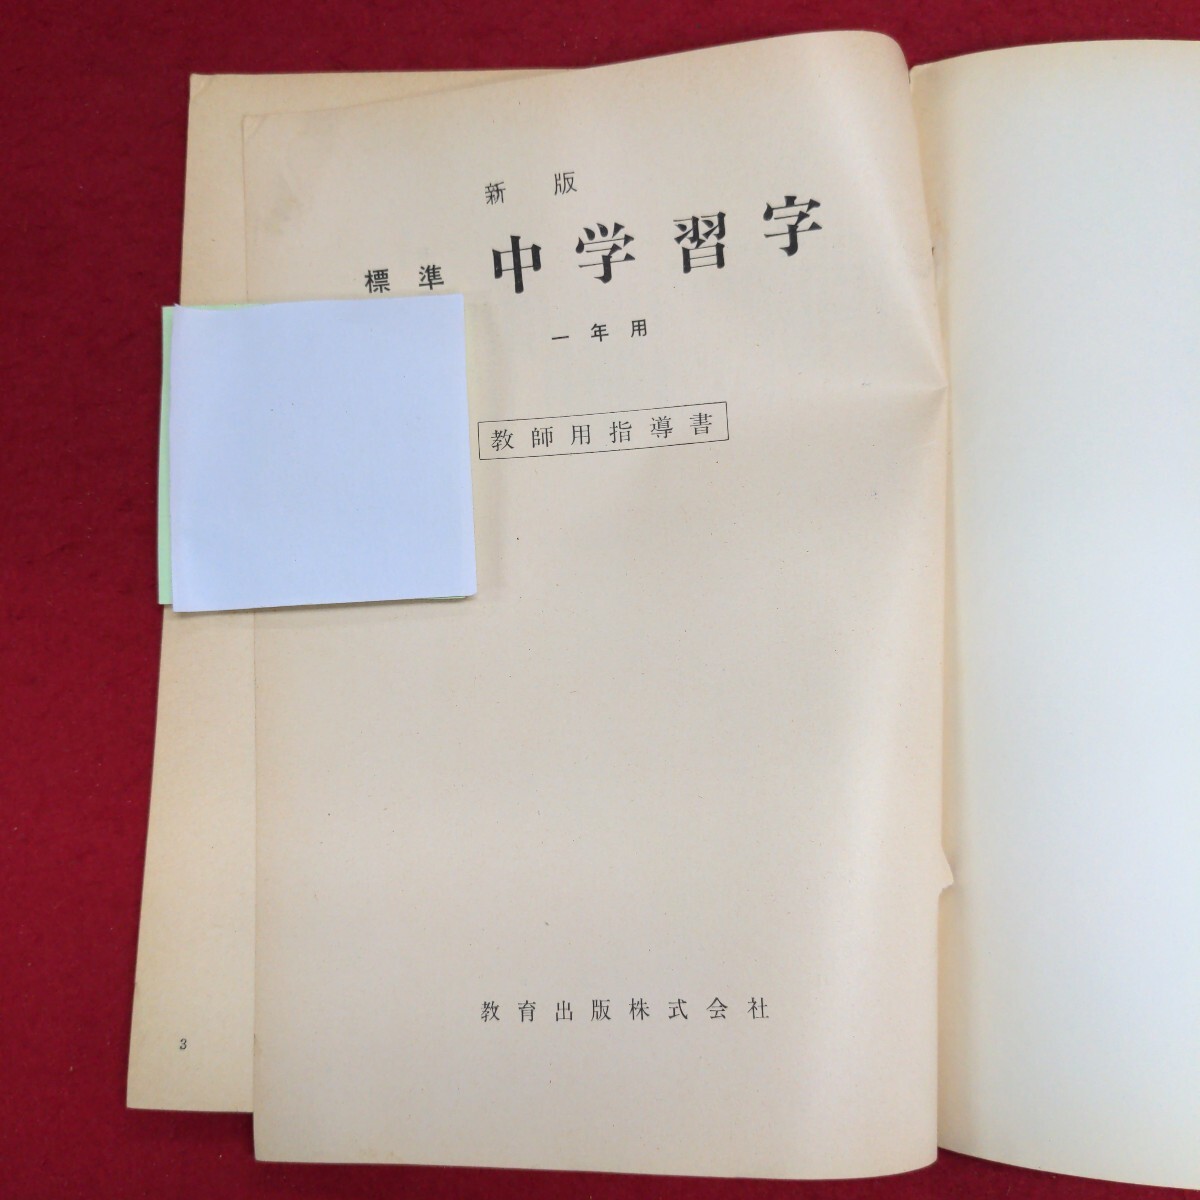 新版
標準 中学習字
一年用
教師用指導書
教育出版株式会社
3